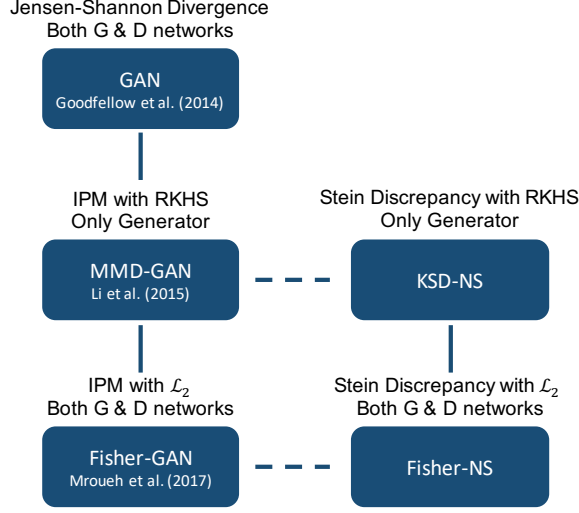 Jensen-Shannon Divergence
Both G & D networks
GAN
Goodfellow et al. (2014)
IPM with RKHS
Only Generator
MMD-GAN
Li et al. (2015)
Stein Discrepancy with RKHS
Only Generator
KSD-NS
IPM with ℒ₂
Both G & D networks
Fisher-GAN
Mroueh et al. (2017)
Stein Discrepancy with ℒ₂
Both G & D networks
Fisher-NS